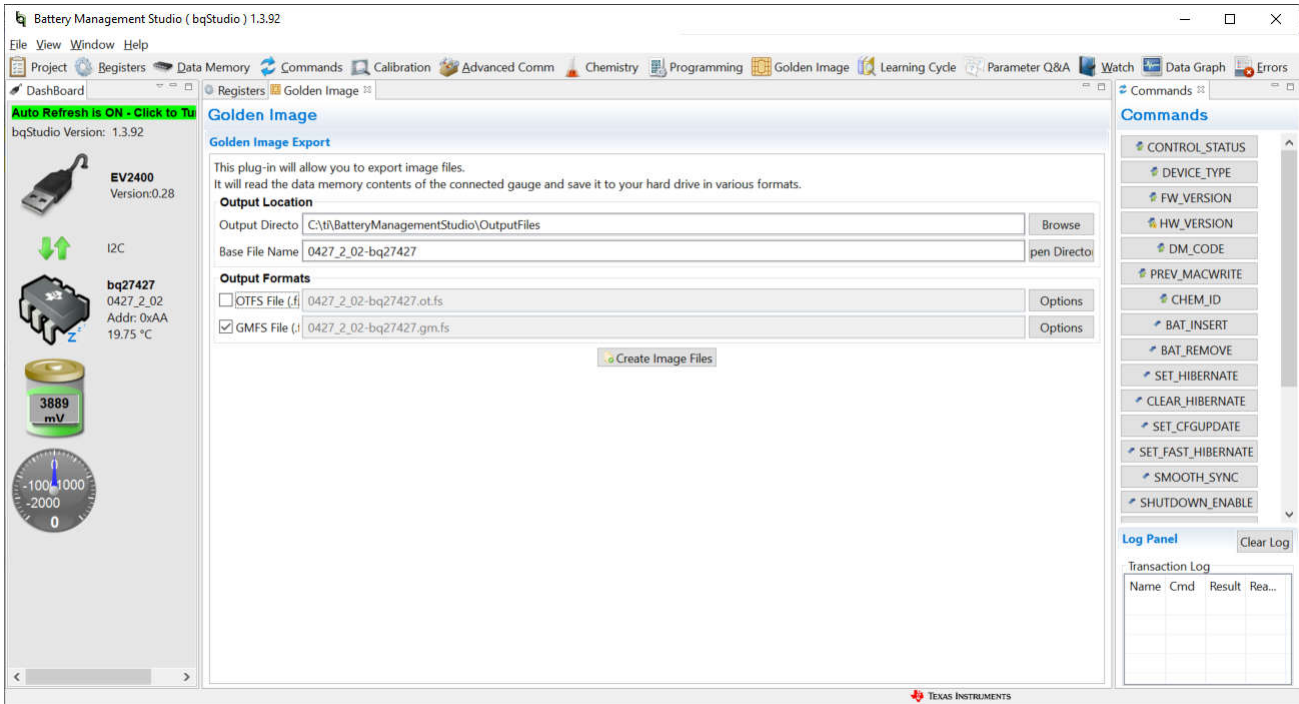 Battery Management Studio ( bqStudio ) 1.3.92
File View Window Help
Project Registers Data Memory Commands Calibration Advanced Comm Chemistry Programming Golden Image Learning Cycle Parameter Q&A Watch Data Graph Errors
DashBoard
Auto Refresh is ON - Click to Tu
bqStudio Version: 1.3.92
EV2400
Version:0.28
I2C
bq27427
0427_2_02
Addr: 0xAA
19.75 °C
z
3889
mV
0
-100 1000
-2000
0
Registers Golden Image
Golden Image
Golden Image Export
This plug-in will allow you to export image files.
It will read the data memory contents of the connected gauge and save it to your hard drive in various formats.
Output Location
Output Directo C:\ti\BatteryManagementStudio\OutputFiles Browse
Base File Name 0427_2_02-bq27427 pen Directo
Output Formats
OTFS File (.f 0427_2_02-bq27427.ot.fs Options
GMFS File (. 0427_2_02-bq27427.gm.fs Options
Create Image Files
Commands
Commands
CONTROL_STATUS
DEVICE_TYPE
FW_VERSION
HW_VERSION
DM_CODE
PREV_MACWRITE
CHEM_ID
BAT_INSERT
BAT_REMOVE
SET_HIBERNATE
CLEAR_HIBERNATE
SET_CFGUPDATE
SET_FAST_HIBERNATE
SMOOTH_SYNC
SHUTDOWN_ENABLE
Log Panel Clear Log
Transaction Log
Name Cmd Result Rea...
TEXAS INSTRUMENTS